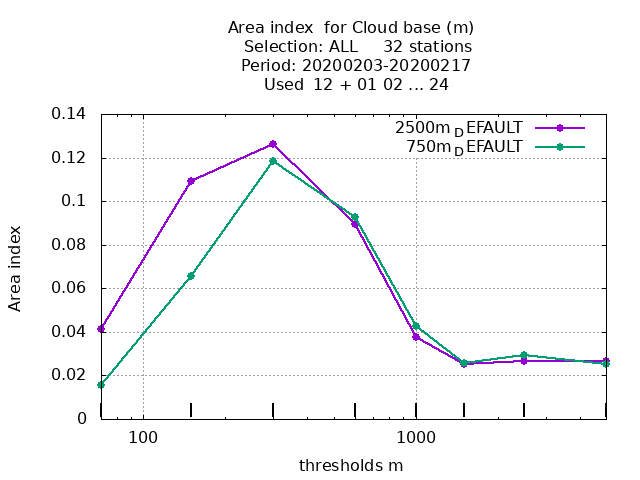 Area index  for Cloud base (m)
Selection: ALL     32 stations
Period: 20200203-20200217
Used  12 + 01 02 ... 24
2500m_DEFAULT
750m_DEFAULT
0.14
0.12
0.1
0.08
0.06
0.04
0.02
0
Area index
100
1000
thresholds m